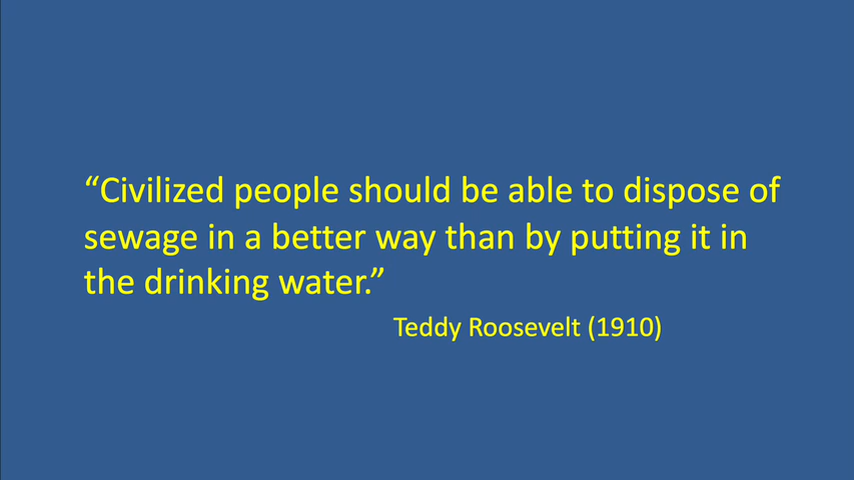 “Civilized people should be able to dispose of
sewage in a better way than by putting it in
the drinking water.”
Teddy Roosevelt (1910)